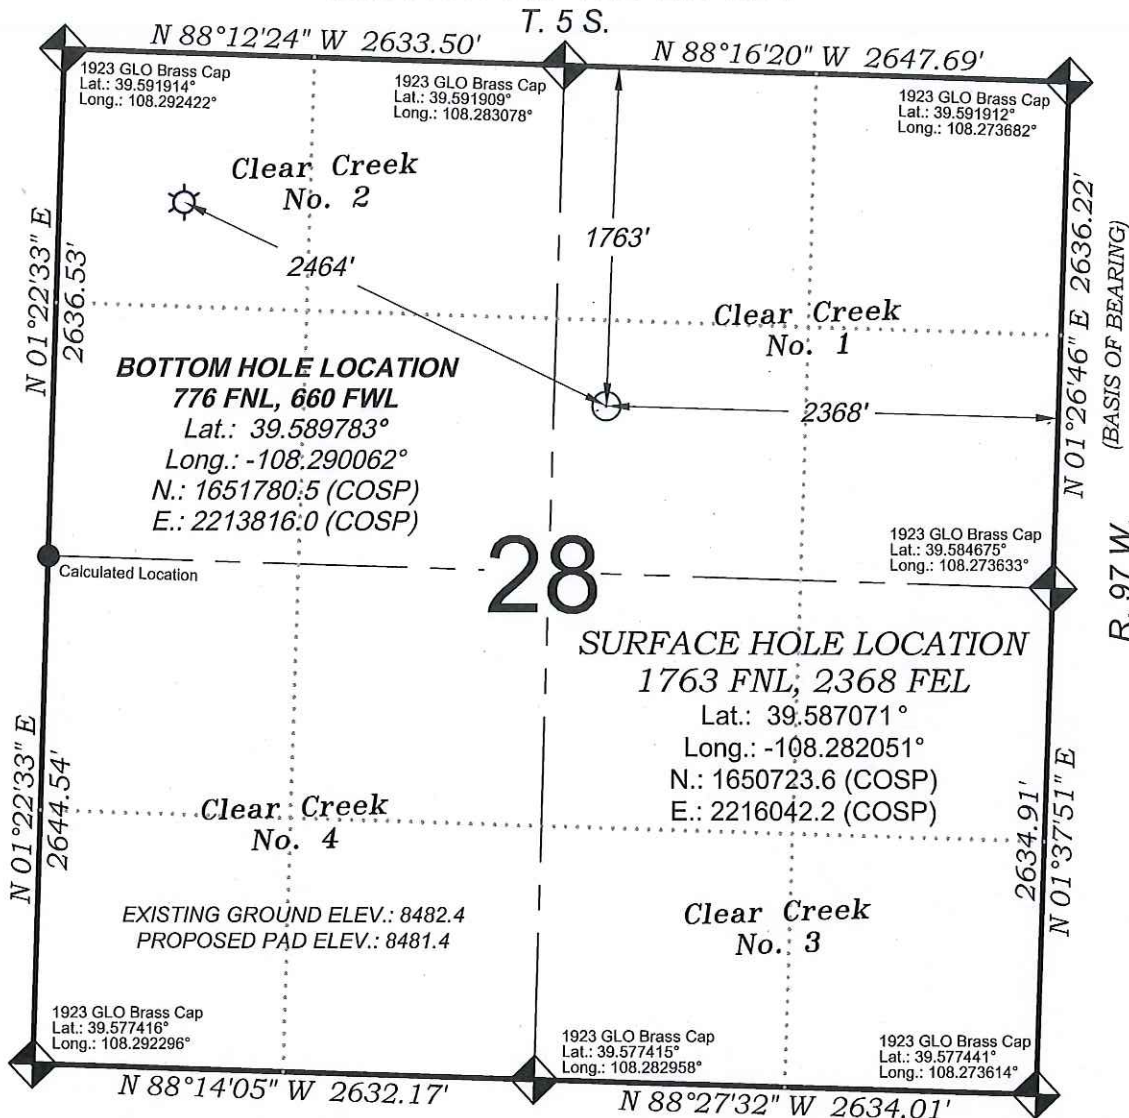 T. 5 S.
N 88°12'24" W 2633.50'
N 88°16'20" W 2647.69'
1923 GLO Brass Cap
Lat.: 39.591914°
Long.: 108.292422°
1923 GLO Brass Cap
Lat.: 39.591909°
Long.: 108.283078°
1923 GLO Brass Cap
Lat.: 39.591912°
Long.: 108.273682°
Clear Creek
No. 2
N 01°22'33" E
2636.53'
2464'
1763'
Clear Creek
No. 1
2368'
N 01°26'46" E 2636.22'
(BASIS OF BEARING)
R. 97 W.
BOTTOM HOLE LOCATION
776 FNL, 660 FWL
Lat.: 39.589783°
Long.: -108.290062°
N.: 1651780.5 (COSP)
E.: 2213816.0 (COSP)
1923 GLO Brass Cap
Lat.: 39.584675°
Long.: 108.273633°
Calculated Location
28
SURFACE HOLE LOCATION
1763 FNL, 2368 FEL
Lat.: 39.587071°
Long.: -108.282051°
N.: 1650723.6 (COSP)
E.: 2216042.2 (COSP)
N 01°22'33" E
2644.54'
Clear Creek
No. 4
2634.91'
N 01°37'51" E
EXISTING GROUND ELEV.: 8482.4
PROPOSED PAD ELEV.: 8481.4
Clear Creek
No. 3
1923 GLO Brass Cap
Lat.: 39.577416°
Long.: 108.292296°
1923 GLO Brass Cap
Lat.: 39.577415°
Long.: 108.282958°
1923 GLO Brass Cap
Lat.: 39.577441°
Long.: 108.273614°
N 88°14'05" W 2632.17'
N 88°27'32" W 2634.01'